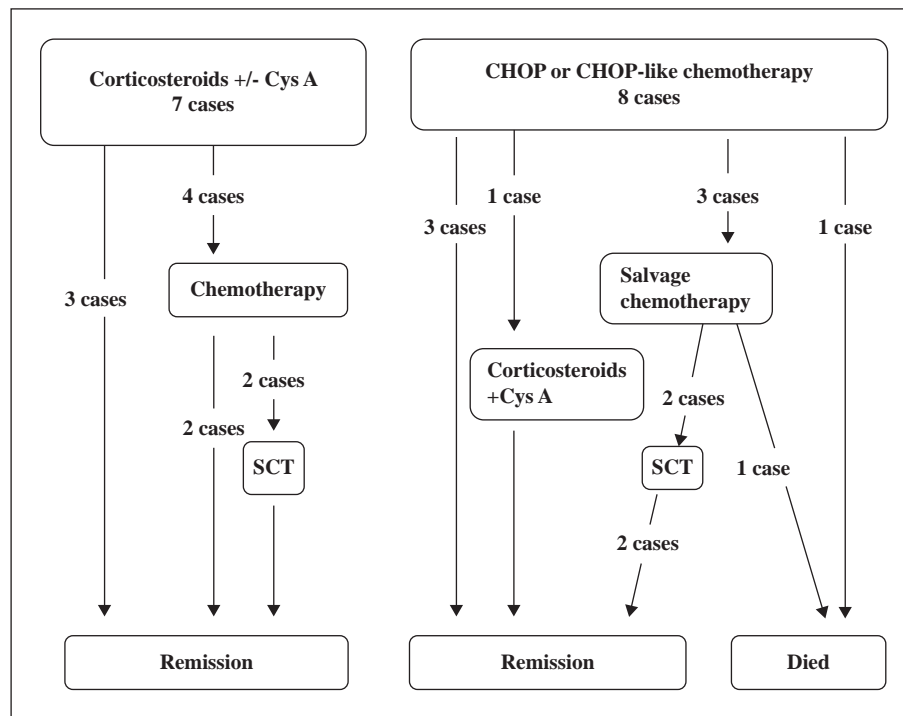 Corticosteroids +/- Cys A
7 cases
4 cases
3 cases
Chemotherapy
2 cases
2 cases
SCT
Remission
CHOP or CHOP-like chemotherapy
8 cases
3 cases
1 case
3 cases
1 case
Corticosteroids
+Cys A
Salvage
chemotherapy
2 cases
SCT
1 case
2 cases
Remission
Died